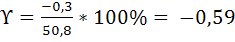 ϒ = −0,3 / 50,8 * 100% = −0,59